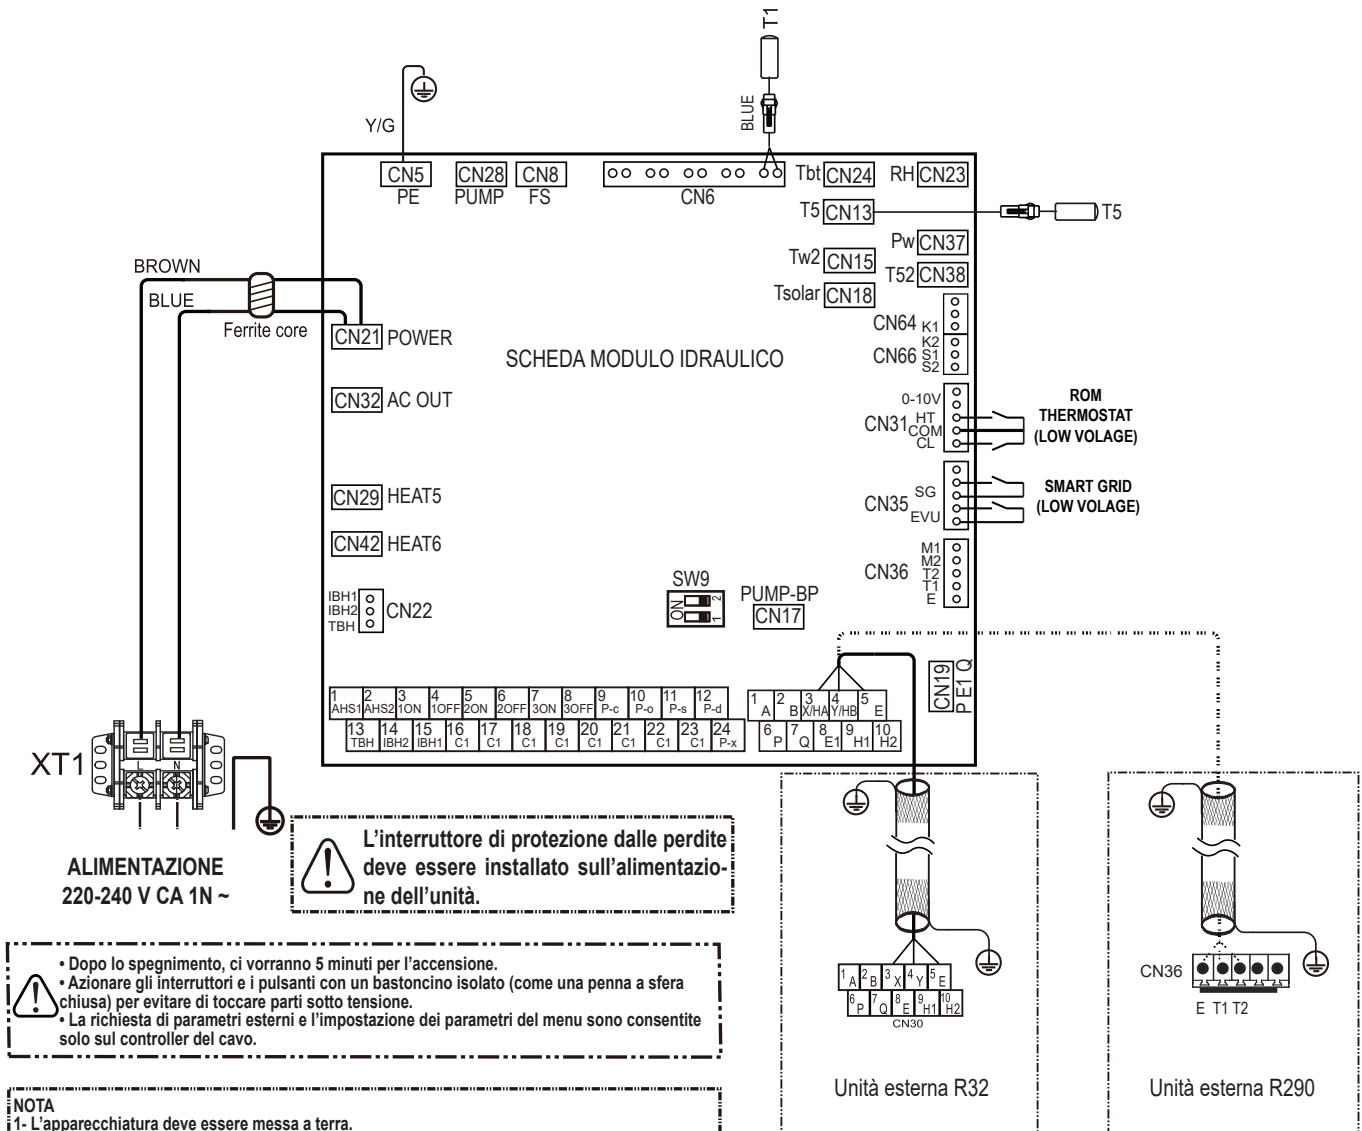 T1
BLUE
Y/G
CN5
PE
CN28
PUMP
CN8
FS
CN6
Tbt CN24
RH CN23
T5 CN13
T5
Pw CN37
Tw2 CN15
T52 CN38
Tsolar CN18
BROWN
BLUE
Ferrite core
CN21 POWER
CN64 K1
CN66 K2
S1
S2
SCHEDA MODULO IDRAULICO
CN32 AC OUT
0-10V
CN31 HT
COM
CL
ROM
THERMOSTAT
(LOW VOLAGE)
CN29 HEAT5
CN35 SG
EVU
SMART GRID
(LOW VOLAGE)
CN42 HEAT6
CN36 M1
M2
T2
T1
E
IBH1
IBH2
TBH
CN22
SW9
ON
1 2
PUMP-BP
CN17
CN19
P E1 Q
1 AHS1 2 AHS2 3 1ON 4 1OFF 5 2ON 6 2OFF 7 3ON 8 3OFF 9 P-c 10 P-o 11 P-s 12 P-d
13 TBH 14 IBH2 15 IBH1 16 C1 17 C1 18 C1 19 C1 20 C1 21 C1 22 C1 23 C1 24 P-x
1 A 2 B 3 X/HA 4 Y/HB 5 E
6 P 7 Q 8 E1 9 H1 10 H2
XT1
L N
ALIMENTAZIONE
220-240 V CA 1N ~
L'interruttore di protezione dalle perdite
deve essere installato sull'alimentazio-
ne dell'unità.
• Dopo lo spegnimento, ci vorranno 5 minuti per l'accensione.
• Azionare gli interruttori e i pulsanti con un bastoncino isolato (come una penna a sfera
chiusa) per evitare di toccare parti sotto tensione.
• La richiesta di parametri esterni e l'impostazione dei parametri del menu sono consentite
solo sul controller del cavo.
1 A 2 B 3 X 4 Y 5 E
6 P 7 Q 8 E 9 H1 10 H2
CN30
Unità esterna R32
CN36
E T1 T2
Unità esterna R290
NOTA
1- L'apparecchiatura deve essere messa a terra.